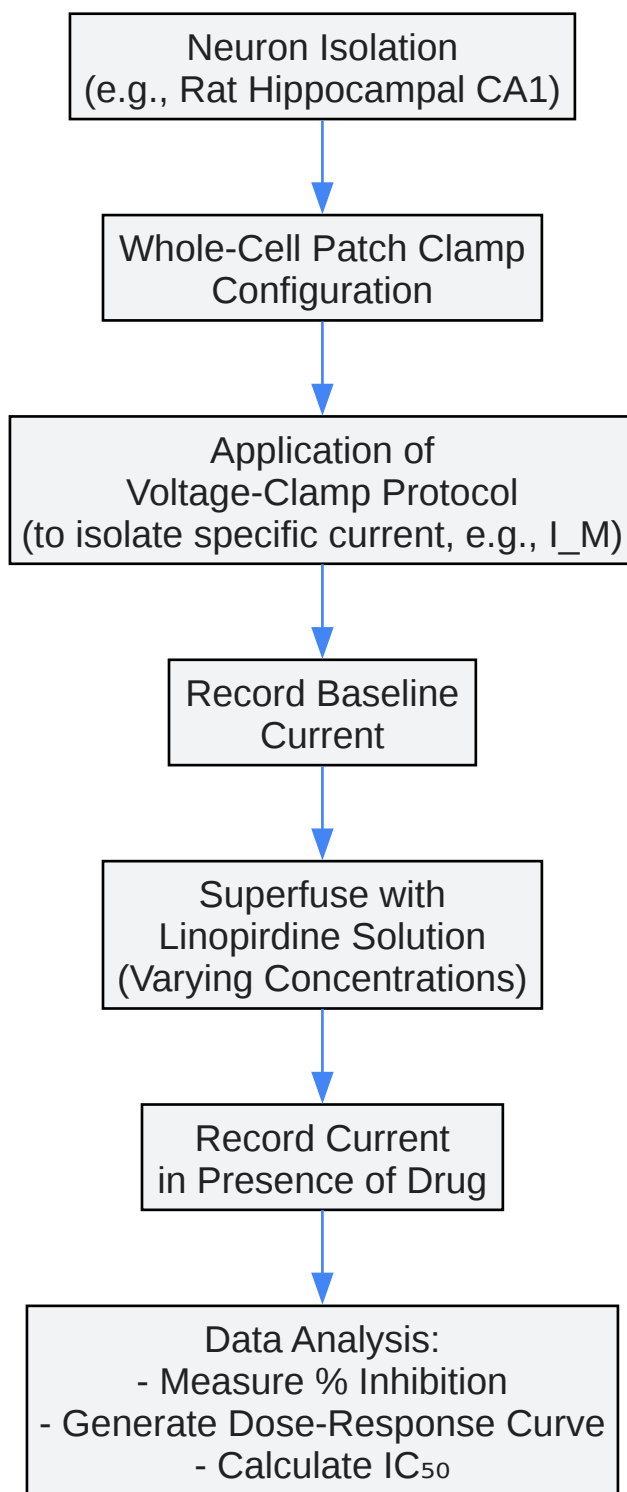 Neuron Isolation
(e.g., Rat Hippocampal CA1)
Whole-Cell Patch Clamp
Configuration
Application of
Voltage-Clamp Protocol
(to isolate specific current, e.g., I_M)
Record Baseline
Current
Superfuse with
Linopirdine Solution
(Varying Concentrations)
Record Current
in Presence of Drug
Data Analysis:
- Measure % Inhibition
- Generate Dose-Response Curve
- Calculate IC₅₀